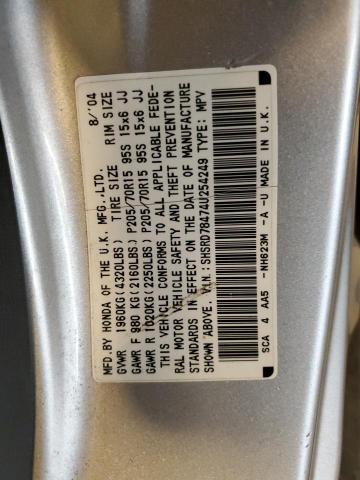 MFD.BY HONDA OF THE U.K. MFG.,LTD. 8/'04
TIRE SIZE RIM SIZE
GVWR 1960KG(4320LBS)
GAWR F 980 KG(2160LBS) P205/70R15 95S 15x6 JJ
GAWR R 1020KG(2250LBS) P205/70R15 95S 15x6 JJ
THIS VEHICLE CONFORMS TO ALL APPLICABLE FEDE-
RAL MOTOR VEHICLE SAFETY AND THEFT PREVENTION
STANDARDS IN EFFECT ON THE DATE OF MANUFACTURE
SHOWN ABOVE. V.I.N.: SHSRD78474U254249 TYPE: MPV
SCA 4 AA5 -NH623M -A -U MADE IN U.K.